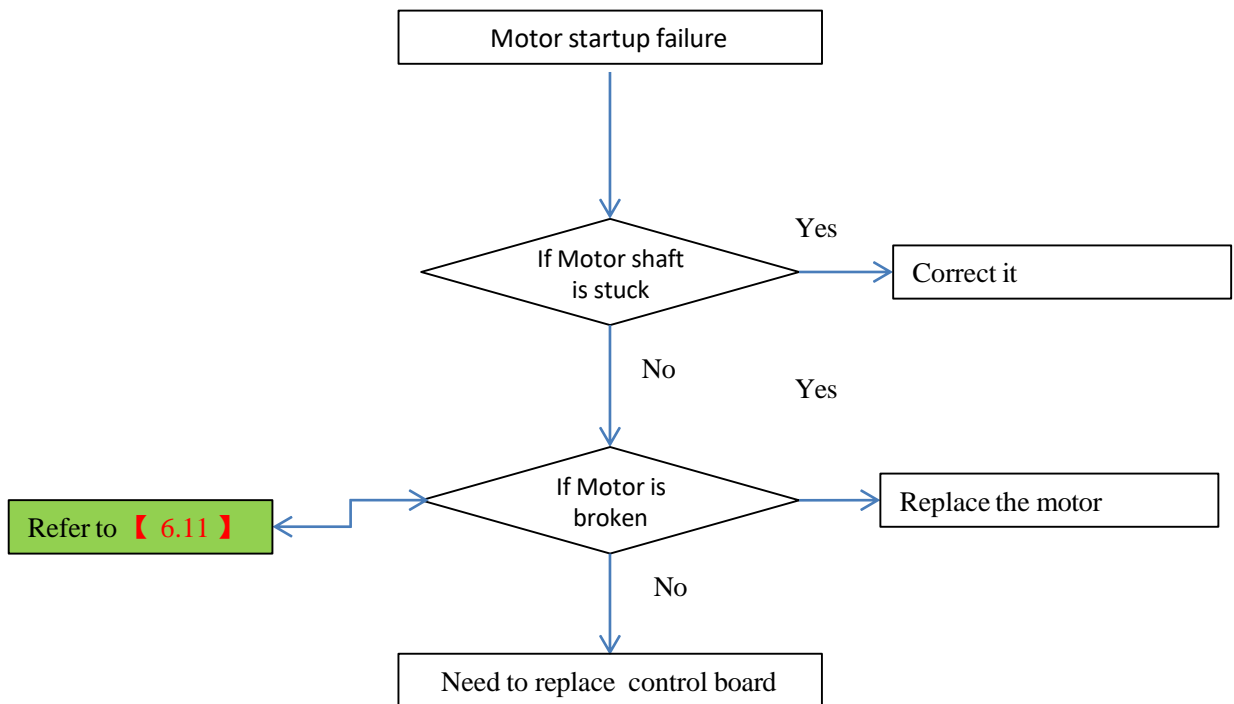 Motor startup failure
Yes
If Motor shaft
is stuck
Correct it
No
Yes
If Motor is
broken
Replace the motor
Refer to 【 6.11 】
No
Need to replace control board